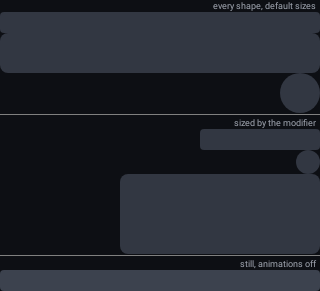 every shape, default sizes
sized by the modifier
still, animations off